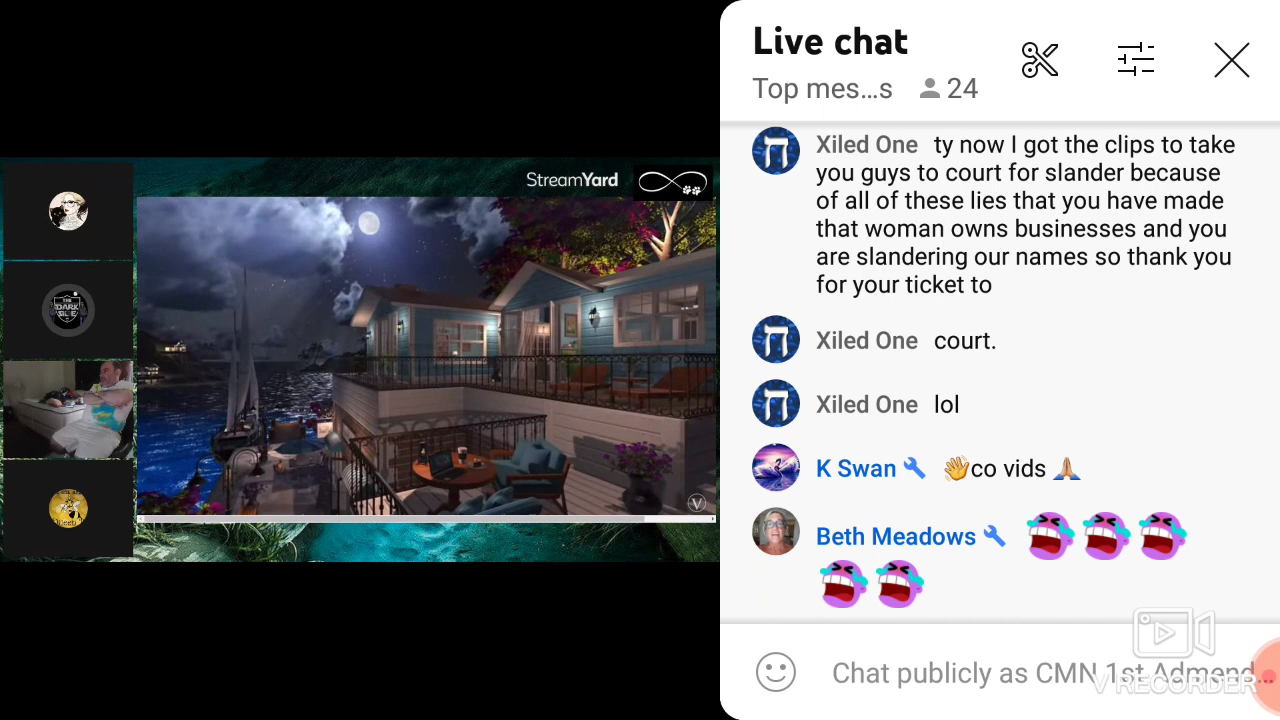 StreamYard
THE
DARK
SIDE
V
Live chat
Top mes...s 24
Xiled One ty now I got the clips to take
you guys to court for slander because
of all of these lies that you have made
that woman owns businesses and you
are slandering our names so thank you
for your ticket to
Xiled One court.
Xiled One lol
K Swan 🔧 👋co vids 🙏
Beth Meadows 🔧
Chat publicly as CMN 1st Admend...
V RECORDER